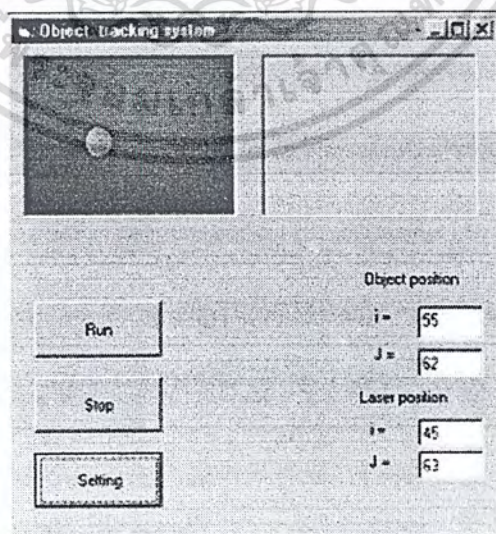 Object tracking system
Object position
i = 55
J = 62
Laser position
i = 45
J = 63
Run
Stop
Setting